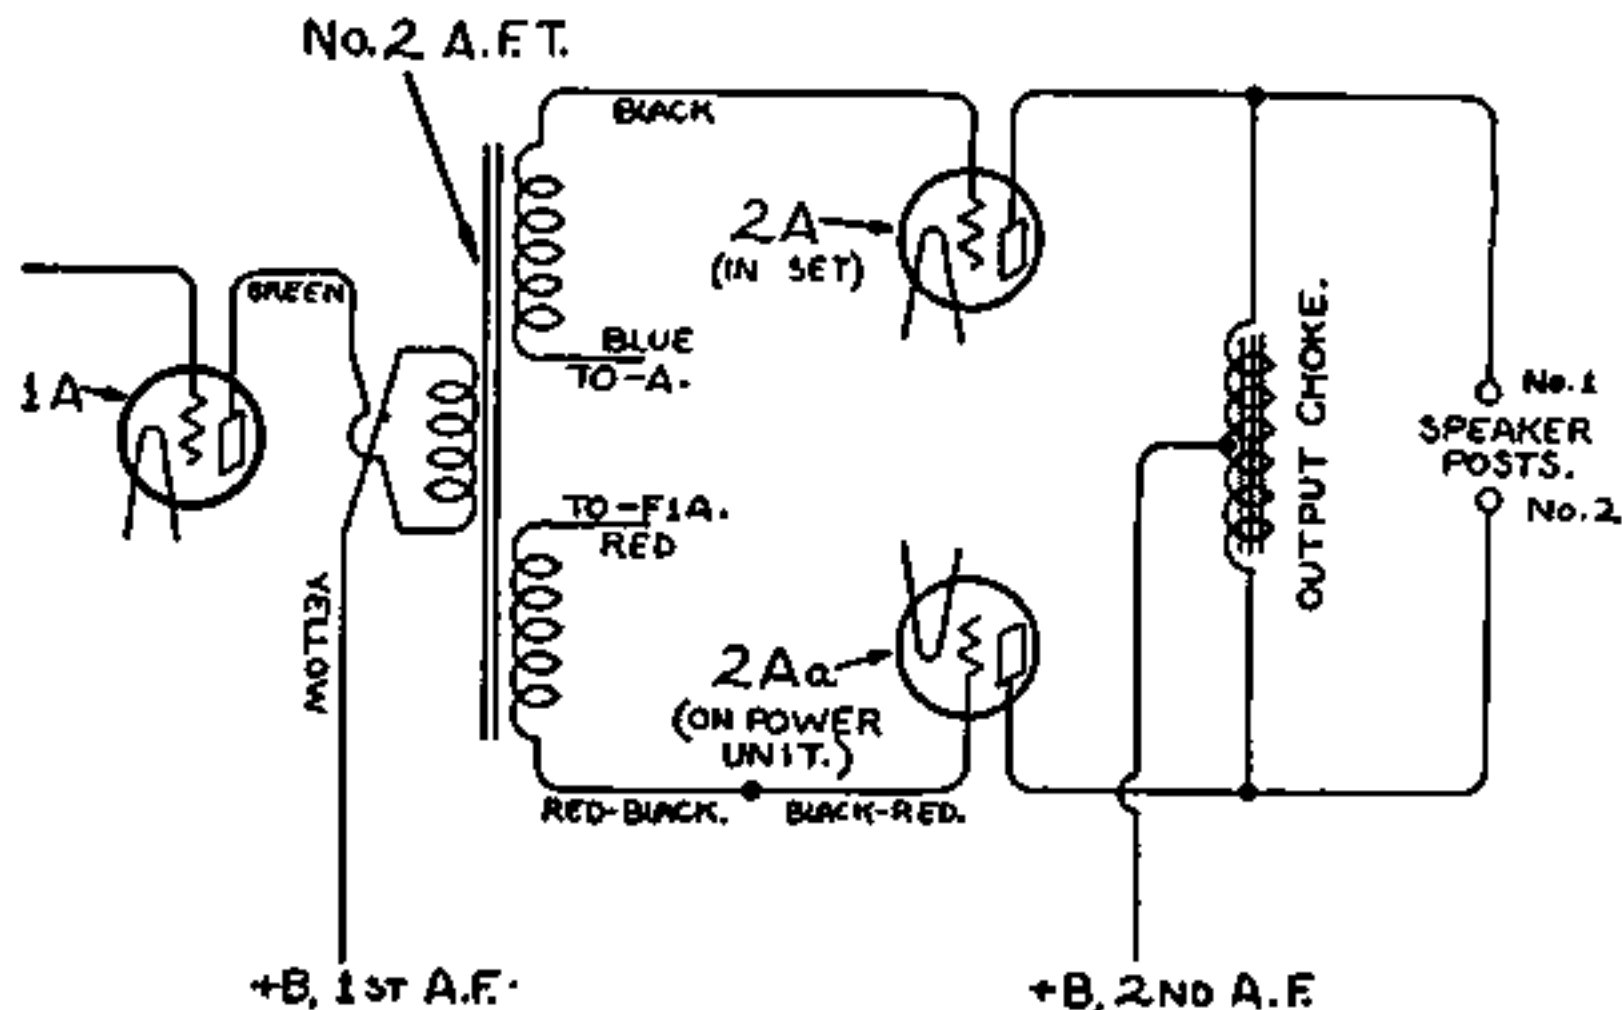 No. 2 A.F.T.
BLACK
2A
(IN SET)
GREEN
1A
BLUE
TO -A.
TO -F1A.
RED
YELLOW
2Aa
(ON POWER
UNIT.)
RED-BLACK.
BLACK-RED.
OUTPUT CHOKE.
No. 1
SPEAKER
POSTS.
No. 2
+B, 1ST A.F.
+B, 2ND A.F.